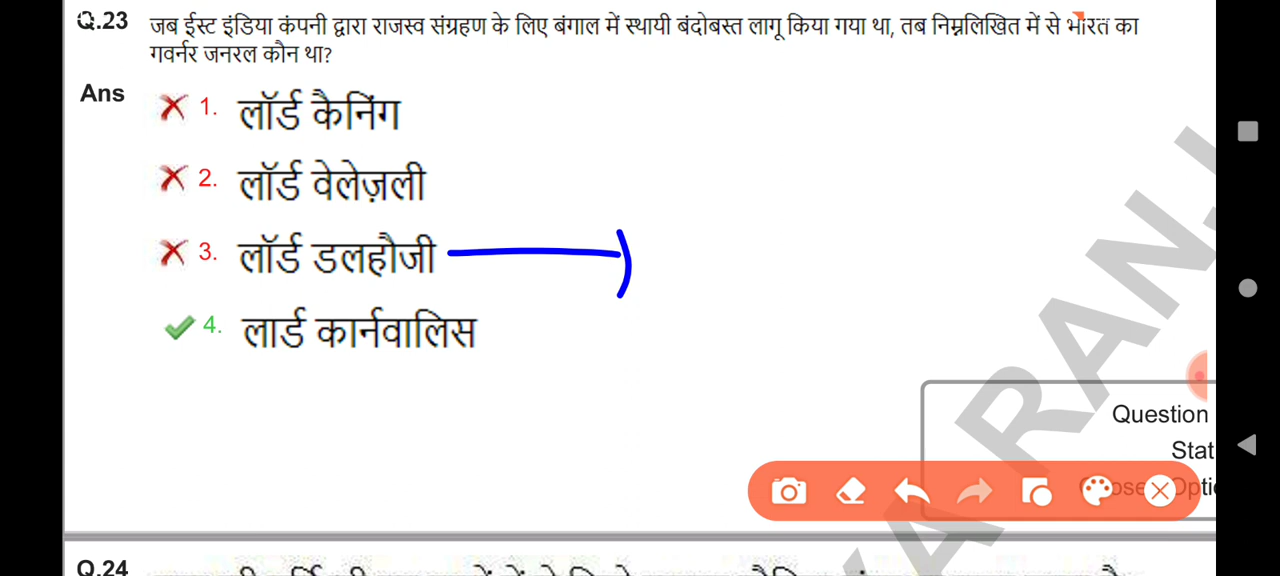 Q.23 जब ईस्ट इंडिया कंपनी द्वारा राजस्व संग्रहण के लिए बंगाल में स्थायी बंदोबस्त लागू किया गया था, तब निम्नलिखित में से भारत का
गवर्नर जनरल कौन था?
Ans
1. लॉर्ड कैनिंग
2. लॉर्ड वेलेज़ली
3. लॉर्ड डलहौजी
4. लार्ड कार्नवालिस
Question
Stat
Q.24